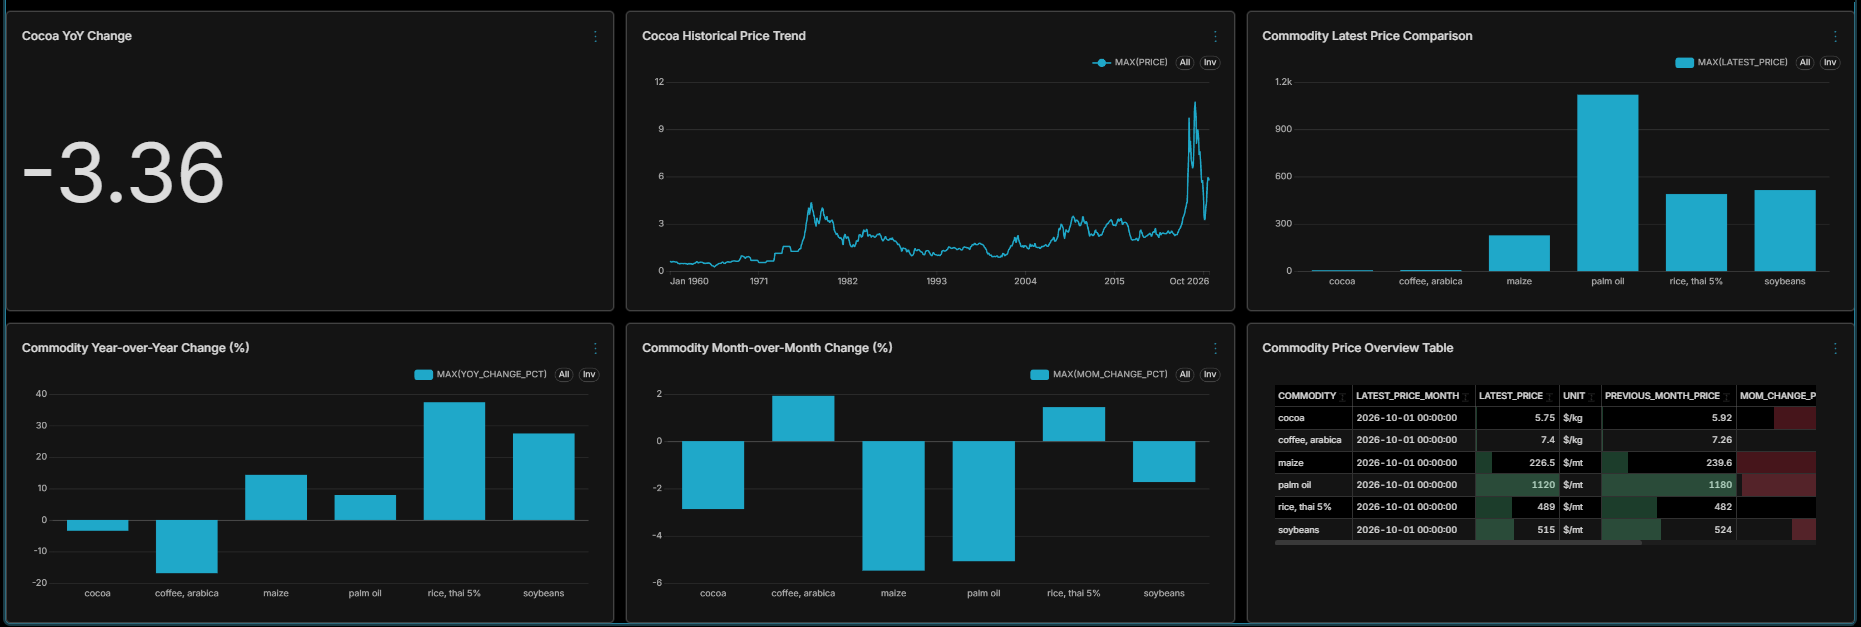 Cocoa YoY Change
-3.36
Cocoa Historical Price Trend
MAX(PRICE) All Inv
12
9
6
3
0
Jan 1960 1971 1982 1993 2004 2015 Oct 2026
Commodity Latest Price Comparison
MAX(LATEST_PRICE) All Inv
1.2k
900
600
300
0
cocoa coffee, arabica maize palm oil rice, thai 5% soybeans
Commodity Year-over-Year Change (%)
MAX(YOY_CHANGE_PCT) All Inv
40
30
20
10
0
-10
-20
cocoa coffee, arabica maize palm oil rice, thai 5% soybeans
Commodity Month-over-Month Change (%)
MAX(MOM_CHANGE_PCT) All Inv
2
0
-2
-4
-6
cocoa coffee, arabica maize palm oil rice, thai 5% soybeans
Commodity Price Overview Table
COMMODITY LATEST_PRICE_MONTH LATEST_PRICE UNIT PREVIOUS_MONTH_PRICE MOM_CHANGE_P
cocoa 2026-10-01 00:00:00 5.75 $/kg 5.92
coffee, arabica 2026-10-01 00:00:00 7.4 $/kg 7.26
maize 2026-10-01 00:00:00 226.5 $/mt 239.6
palm oil 2026-10-01 00:00:00 1120 $/mt 1180
rice, thai 5% 2026-10-01 00:00:00 489 $/mt 482
soybeans 2026-10-01 00:00:00 515 $/mt 524